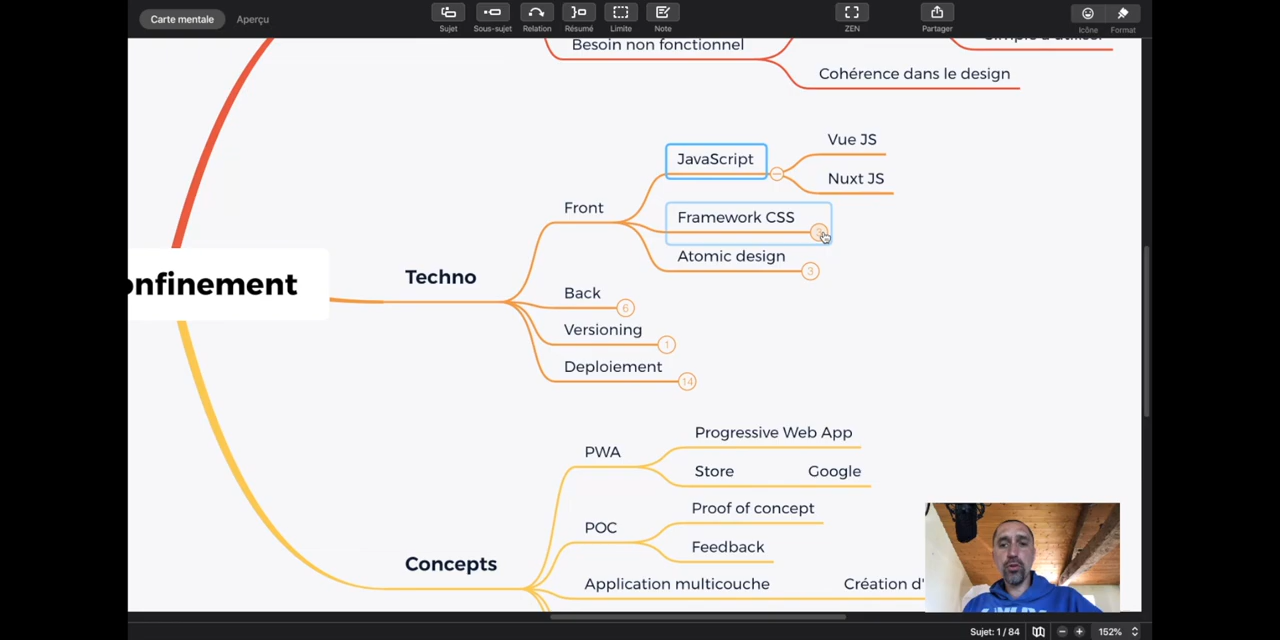 Carte mentale
Aperçu
Sujet
Sous-sujet
Relation
Résumé
Limite
Note
ZEN
Partager
Icône
Format
Besoin non fonctionnel
Cohérence dans le design
JavaScript
Vue JS
Nuxt JS
Front
Framework CSS
Atomic design
3
onfinement
Techno
Back
6
Versioning
1
Deploiement
14
PWA
Progressive Web App
Store
Google
POC
Proof of concept
Feedback
Concepts
Application multicouche
Création d'
Sujet: 1 / 84
152%